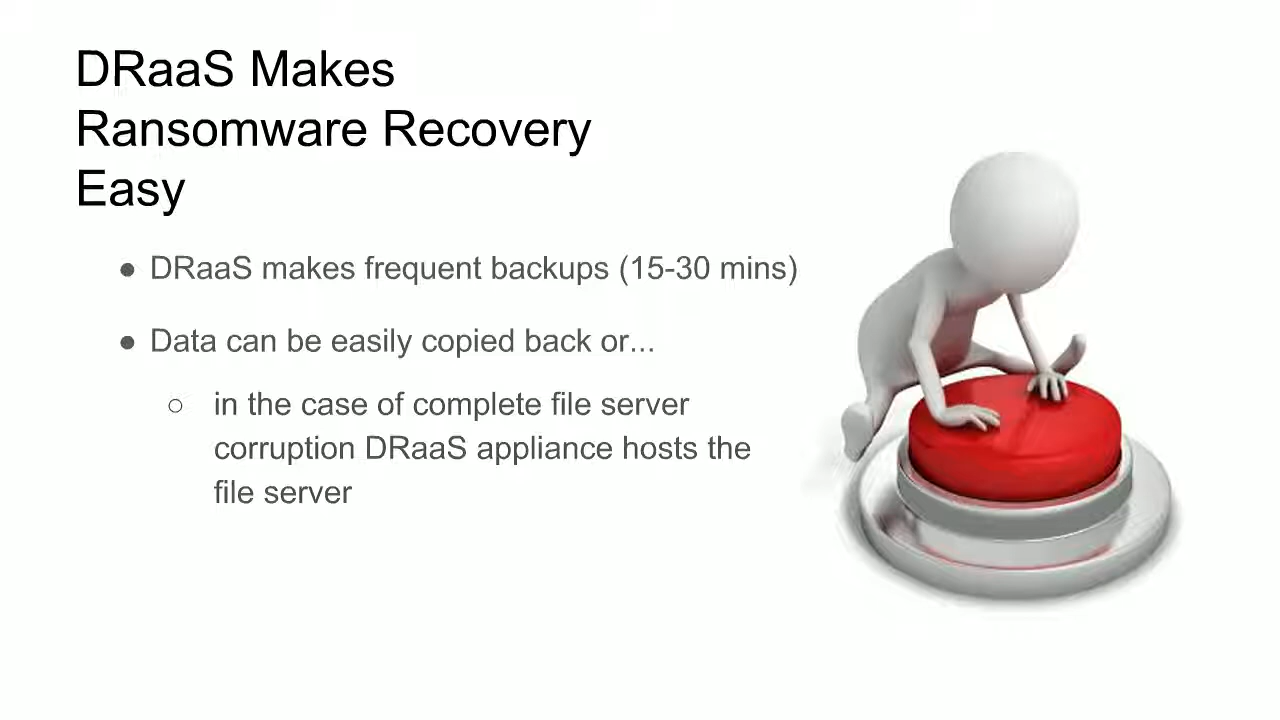 DRaaS Makes
Ransomware Recovery
Easy
● DRaaS makes frequent backups (15-30 mins)
● Data can be easily copied back or...
○ in the case of complete file server
corruption DRaaS appliance hosts the
file server